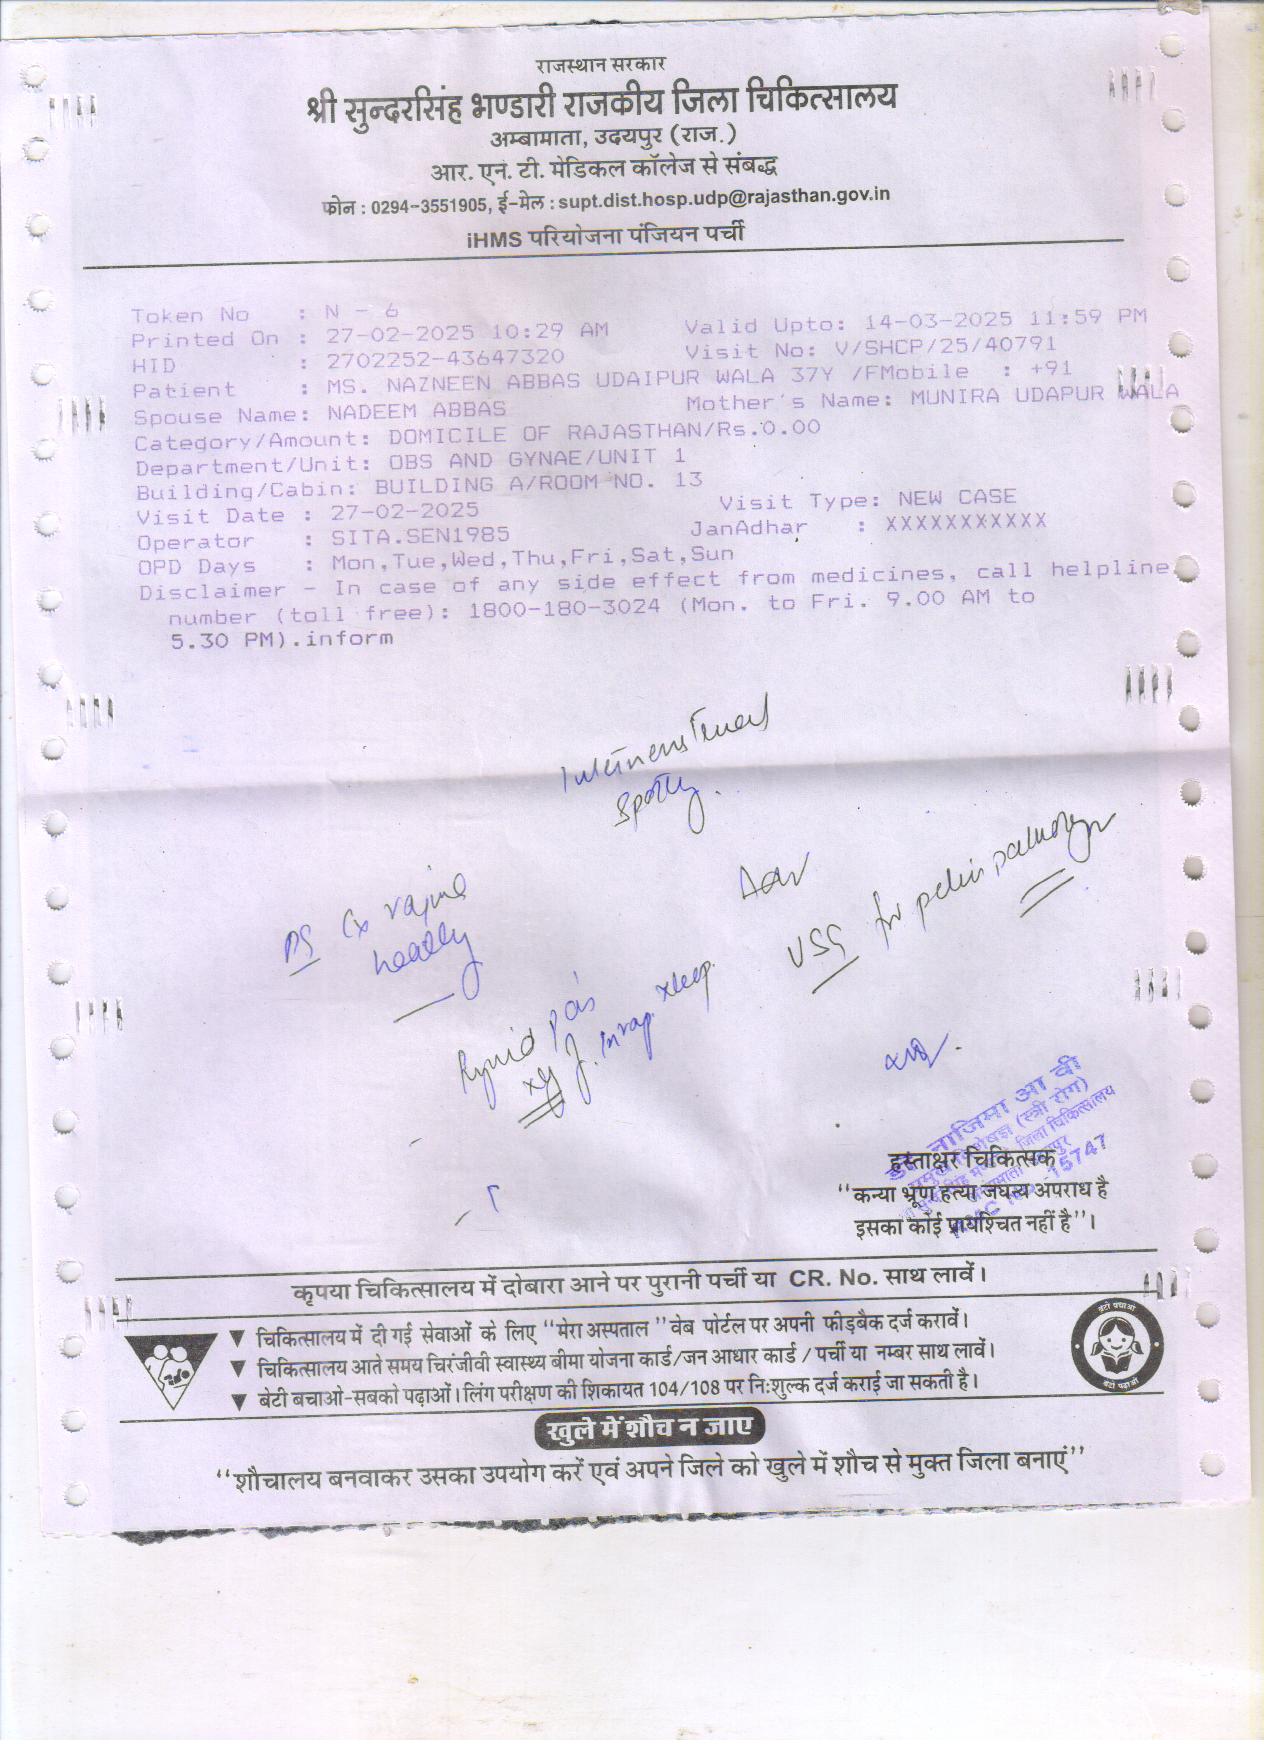 राजस्थान सरकार
श्री सुन्दरसिंह भण्डारी राजकीय जिला चिकित्सालय
अम्बामाता, उदयपुर (राज.)
आर. एन. टी. मेडिकल कॉलेज से संबद्ध
फोन : 0294-3551905, ई-मेल : supt.dist.hosp.udp@rajasthan.gov.in
iHMS परियोजना पंजियन पर्ची
Token No : N - 6
Printed On : 27-02-2025 10:29 AM Valid Upto: 14-03-2025 11:59 PM
HID : 2702252-43647320 Visit No: V/SHCP/25/40791
Patient : MS. NAZNEEN ABBAS UDAIPUR WALA 37Y /FMobile : +91
Spouse Name: NADEEM ABBAS Mother's Name: MUNIRA UDAPUR WALA
Category/Amount: DOMICILE OF RAJASTHAN/Rs.0.00
Department/Unit: OBS AND GYNAE/UNIT 1
Building/Cabin: BUILDING A/ROOM NO. 13
Visit Date : 27-02-2025 Visit Type: NEW CASE
Operator : SITA.SEN1985 JanAdhar : XXXXXXXXXXX
OPD Days : Mon,Tue,Wed,Thu,Fri,Sat,Sun
Disclaimer - In case of any side effect from medicines, call helpline
number (toll free): 1800-180-3024 (Mon. to Fri. 9.00 AM to
5.30 PM).inform
Intermenstrual
Spotting.
Adv
USG for pelvic
PS Cx vagina
healthy
नाजिमा आ वी
(स्त्री रोग)
जिला चिकित्सालय
15747
हस्ताक्षर चिकित्सक
“कन्या भ्रूण हत्या जघन्य अपराध है
इसका कोई प्रायश्चित नहीं है”।
कृपया चिकित्सालय में दोबारा आने पर पुरानी पर्ची या CR. No. साथ लावें।
▼ चिकित्सालय में दी गई सेवाओं के लिए “मेरा अस्पताल” वेब पोर्टल पर अपनी फीडबैक दर्ज करावें।
▼ चिकित्सालय आते समय चिरंजीवी स्वास्थ्य बीमा योजना कार्ड/जन आधार कार्ड / पर्ची या नम्बर साथ लावें।
▼ बेटी बचाओ-सबको पढ़ाओं। लिंग परीक्षण की शिकायत 104/108 पर निःशुल्क दर्ज कराई जा सकती है।
बेटी बचाओ
बेटी पढ़ाओ
खुले में शौच न जाए
“शौचालय बनवाकर उसका उपयोग करें एवं अपने जिले को खुले में शौच से मुक्त जिला बनाएं”